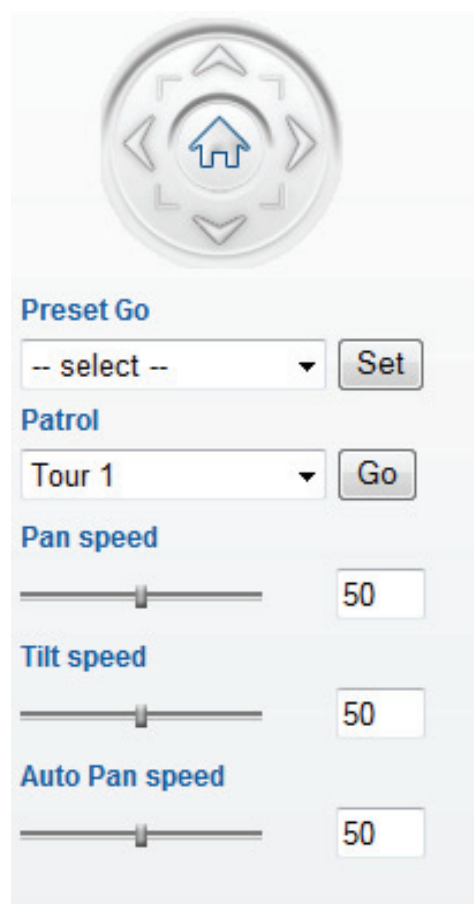 Preset Go
-- select -- Set
Patrol
Tour 1 Go
Pan speed
50
Tilt speed
50
Auto Pan speed
50